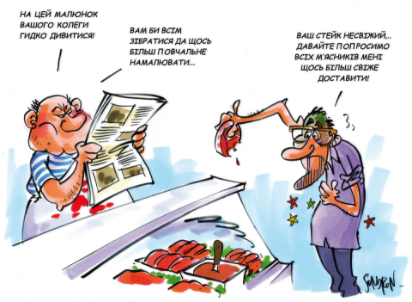 НА ЦЕЙ МАЛЮНОК
ВАШОГО КОЛЕГИ
ГИДКО ДИВИТИСЯ!
ВАМ БИ ВСІМ
ЗІБРАТИСЯ ДА ЩОСЬ
БІЛЬШ ПОВЧАЛЬНЕ
НАМАЛЮВАТИ...
ВАШ СТЕЙК НЕСВІЖИЙ,..
ДАВАЙТЕ ПОПРОСИМО
ВСІХ М'ЯСНИКІВ МЕНІ
ЩОСЬ БІЛЬШ СВІЖЕ
ДОСТАВИТИ!